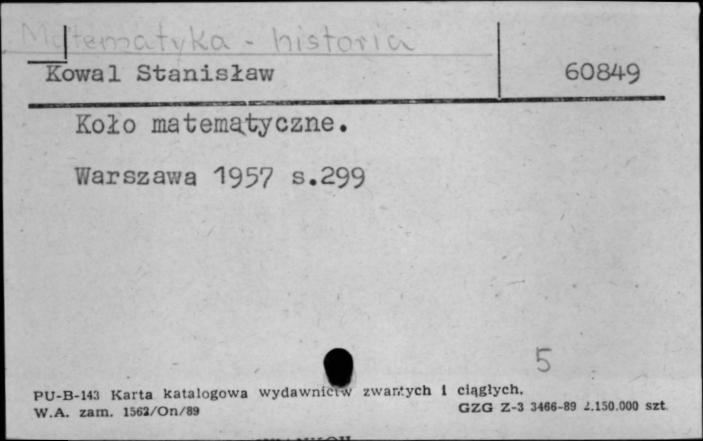 Matematyka - historia
Kowal Stanisław 60849
Koło matematyczne.
Warszawa 1957 s.299
5
PU-B-143 Karta katalogowa wydawnictw zwartych i ciągłych.
W.A. zam. 1562/On/89 GZG Z-3 3466-89 2.150.000 szt.